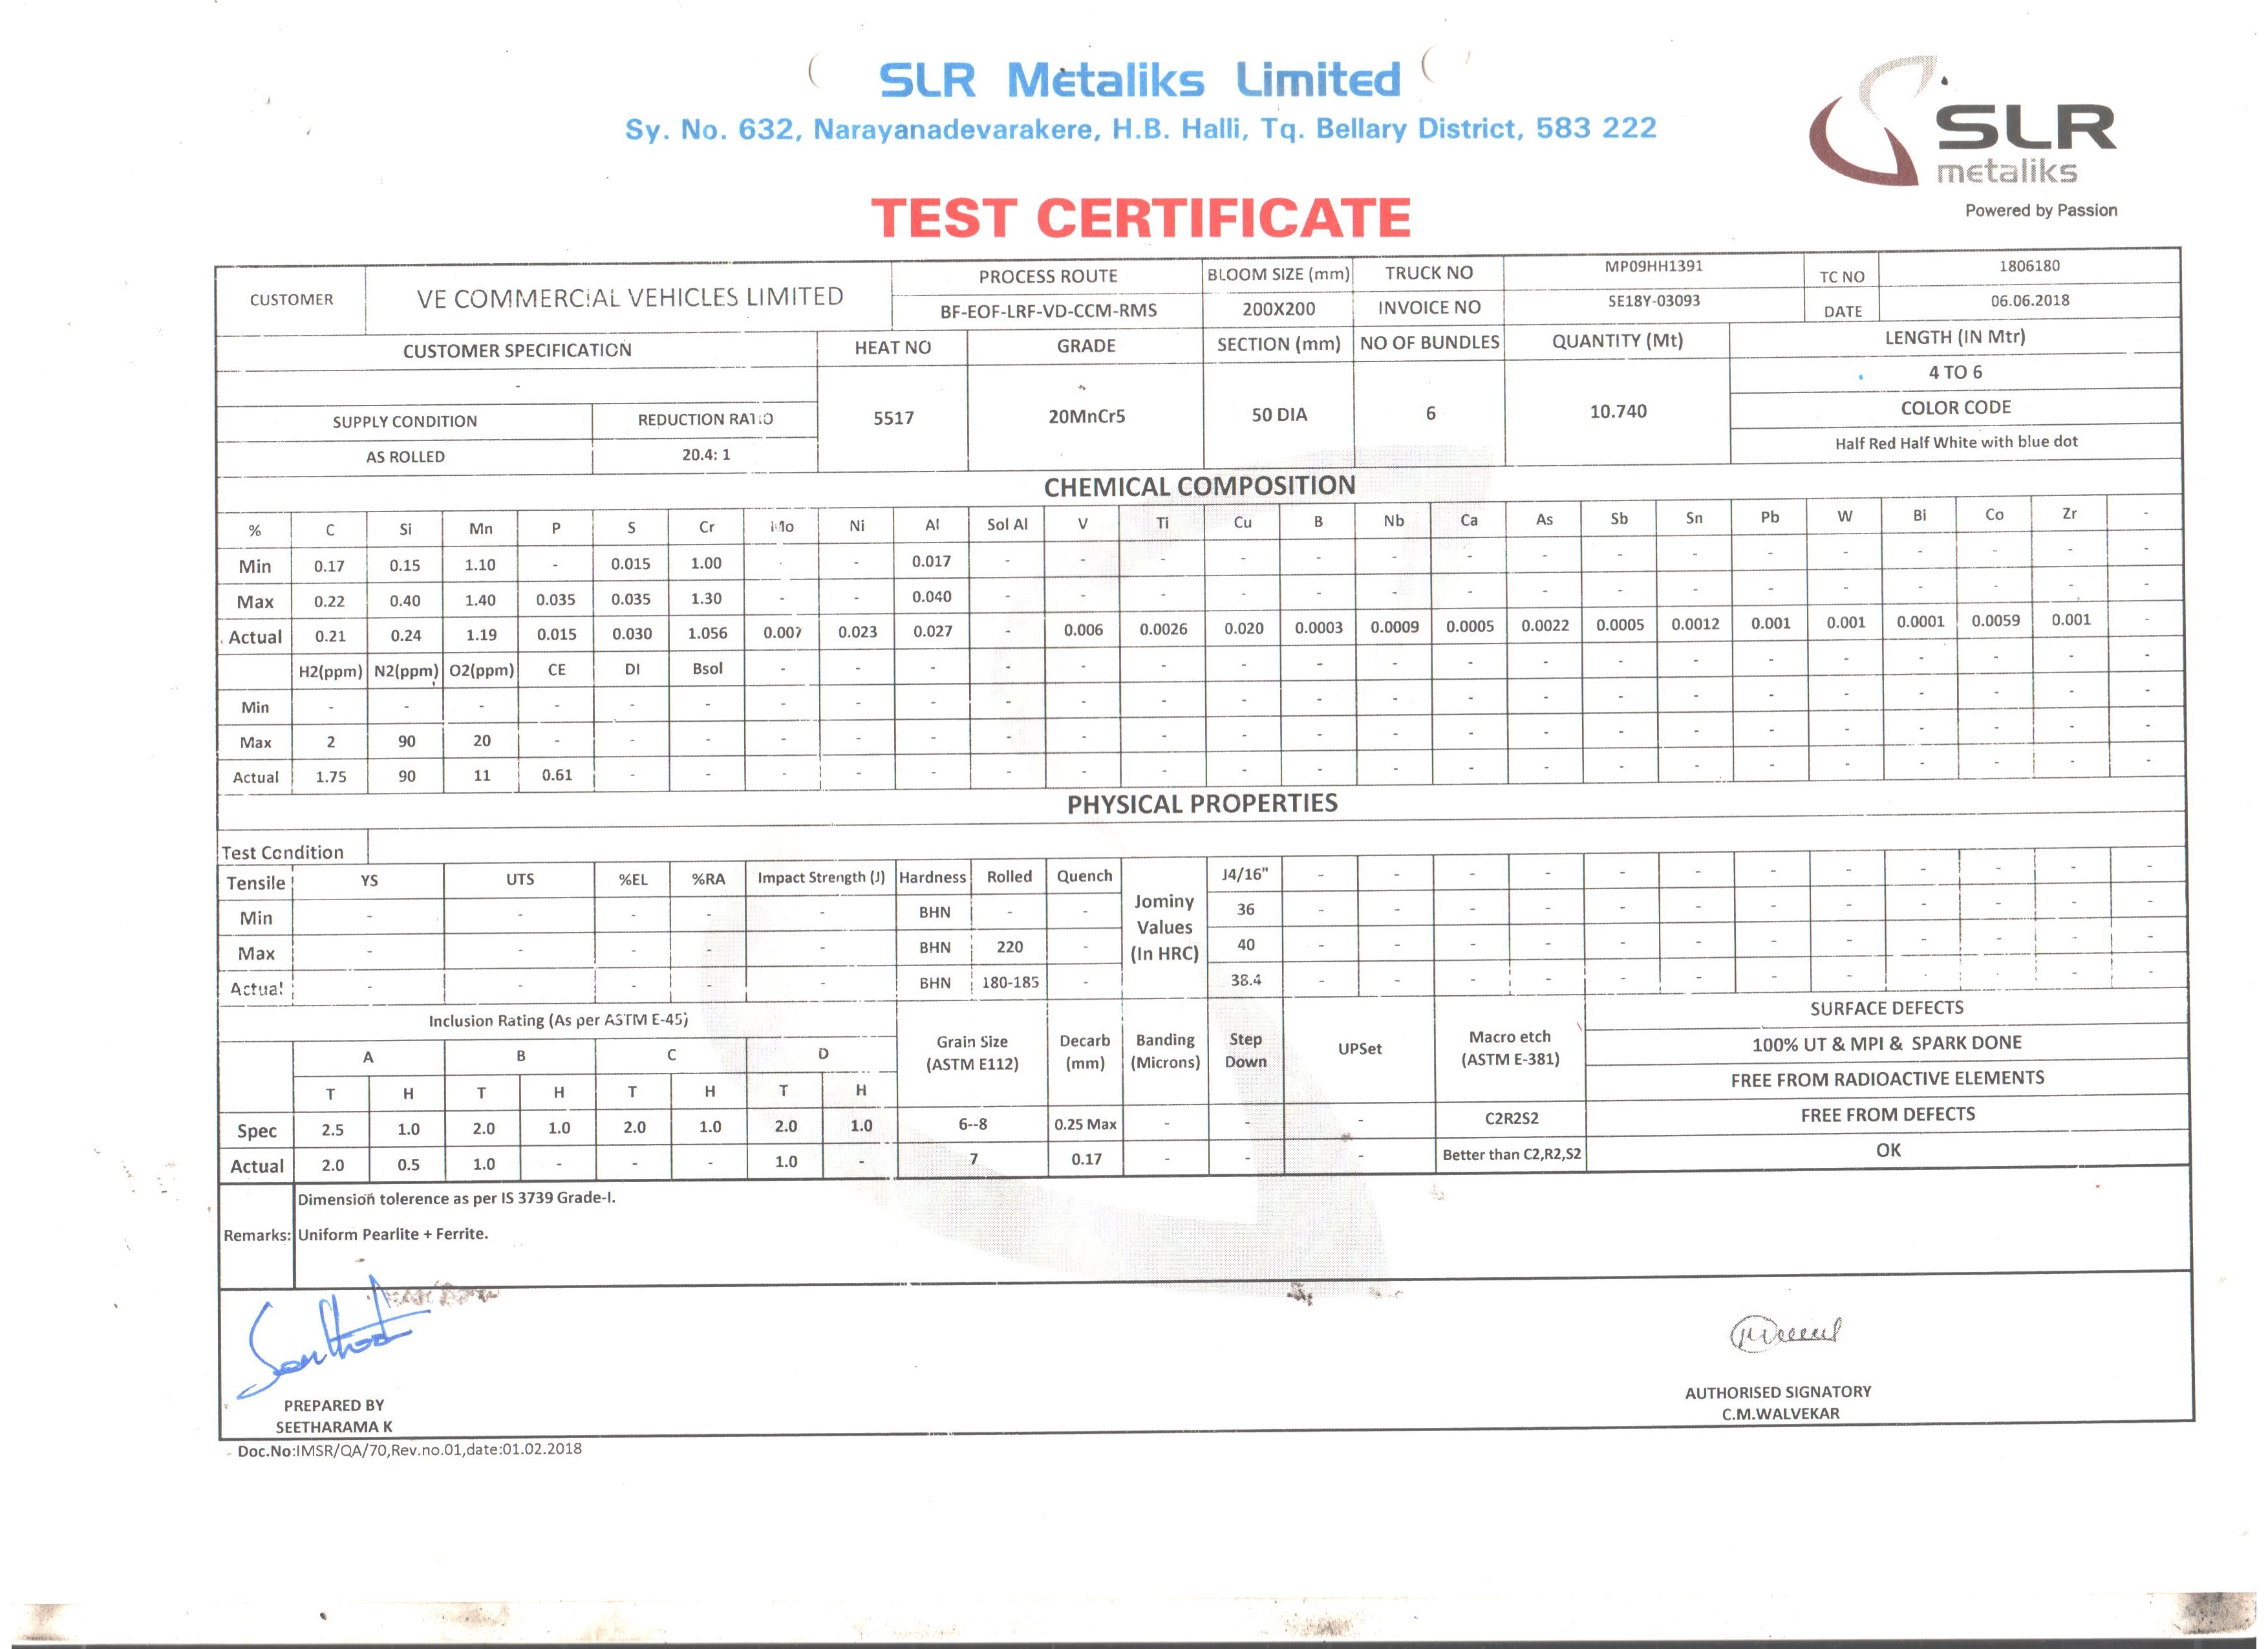 SLR Metaliks Limited
Sy. No. 632, Narayanadevarakere, H.B. Halli, Tq. Bellary District, 583 222
SLR
metaliks
Powered by Passion
TEST CERTIFICATE
CUSTOMER VE COMMERCIAL VEHICLES LIMITED PROCESS ROUTE BLOOM SIZE (mm) TRUCK NO MP09HH1391 TC NO 1806180
BF-EOF-LRF-VD-CCM-RMS 200X200 INVOICE NO SE18Y-03093 DATE 06.06.2018
CUSTOMER SPECIFICATION HEAT NO GRADE SECTION (mm) NO OF BUNDLES QUANTITY (Mt) LENGTH (IN Mtr)
- 4 TO 6
SUPPLY CONDITION REDUCTION RATIO 5517 20MnCr5 50 DIA 6 10.740 COLOR CODE
AS ROLLED 20.4: 1 Half Red Half White with blue dot
CHEMICAL COMPOSITION
% C Si Mn P S Cr Mo Ni Al Sol Al V Ti Cu B Nb Ca As Sb Sn Pb W Bi Co Zr -
Min 0.17 0.15 1.10 - 0.015 1.00 - - 0.017 - - - - - - - - - - - - - - - -
Max 0.22 0.40 1.40 0.035 0.035 1.30 - - 0.040 - - - - - - - - - - - - - - - -
Actual 0.21 0.24 1.19 0.015 0.030 1.056 0.007 0.023 0.027 - 0.006 0.0026 0.020 0.0003 0.0009 0.0005 0.0022 0.0005 0.0012 0.001 0.001 0.0001 0.0059 0.001 -
H2(ppm) N2(ppm) O2(ppm) CE DI Bsol - - - - - - - - - - - - - - - - - - -
Min - - - - - - - - - - - - - - - - - - - - - - - - -
Max 2 90 20 - - - - - - - - - - - - - - - - - - - - - -
Actual 1.75 90 11 0.61 - - - - - - - - - - - - - - - - - - - - -
PHYSICAL PROPERTIES
Test Condition
Tensile YS UTS %EL %RA Impact Strength (J) Hardness Rolled Quench Jominy Values (In HRC) J4/16" - - - - - - - - - - - -
Min - - - - - BHN - - 36 - - - - - - - - - - - -
Max - - - - - BHN 220 - 40 - - - - - - - - - - - -
Actual - - - - - BHN 180-185 - 38.4 - - - - - - - - - - - -
Inclusion Rating (As per ASTM E-45) Grain Size (ASTM E112) Decarb (mm) Banding (Microns) Step Down UPSet Macro etch (ASTM E-381) SURFACE DEFECTS
A B C D 100% UT & MPI & SPARK DONE
T H T H T H T H FREE FROM RADIOACTIVE ELEMENTS
Spec 2.5 1.0 2.0 1.0 2.0 1.0 2.0 1.0 6--8 0.25 Max - - - C2R2S2 FREE FROM DEFECTS
Actual 2.0 0.5 1.0 - - - 1.0 - 7 0.17 - - - Better than C2,R2,S2 OK
Remarks: Dimension tolerence as per IS 3739 Grade-I.
Uniform Pearlite + Ferrite.
PREPARED BY
SEETHARAMA K
AUTHORISED SIGNATORY
C.M.WALVEKAR
Doc.No:IMSR/QA/70,Rev.no.01,date:01.02.2018